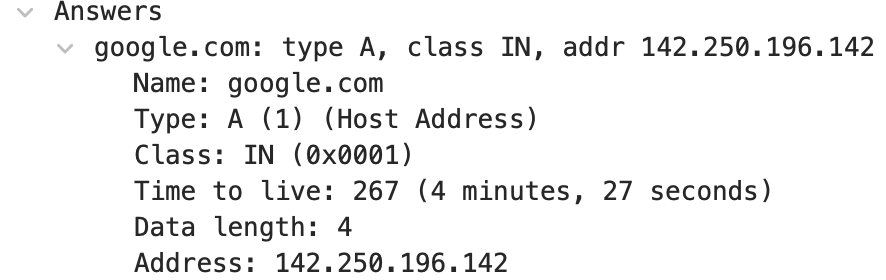 Answers
google.com: type A, class IN, addr 142.250.196.142
Name: google.com
Type: A (1) (Host Address)
Class: IN (0x0001)
Time to live: 267 (4 minutes, 27 seconds)
Data length: 4
Address: 142.250.196.142